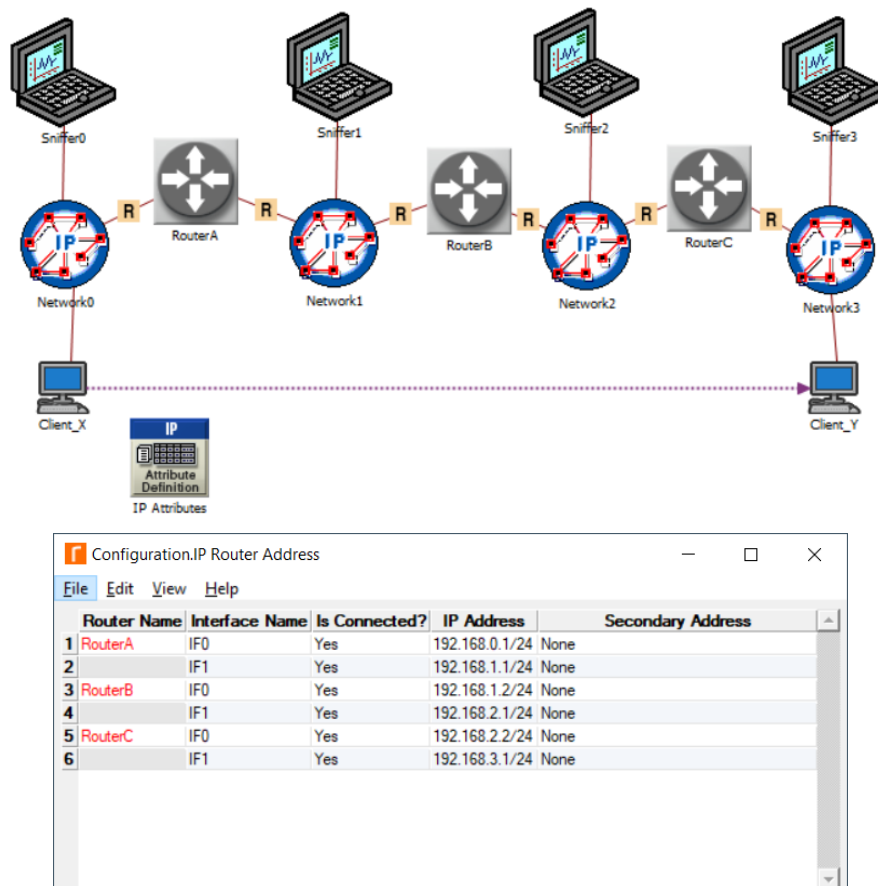 Sniffer0
Sniffer1
Sniffer2
Sniffer3
R
R
R
R
R
R
RouterA
RouterB
RouterC
IP
IP
IP
IP
Network0
Network1
Network2
Network3
Client_X
Client_Y
IP
Attribute
Definition
IP Attributes
Configuration.IP Router Address
File Edit View Help
Router Name Interface Name Is Connected? IP Address Secondary Address
1 RouterA IF0 Yes 192.168.0.1/24 None
2 IF1 Yes 192.168.1.1/24 None
3 RouterB IF0 Yes 192.168.1.2/24 None
4 IF1 Yes 192.168.2.1/24 None
5 RouterC IF0 Yes 192.168.2.2/24 None
6 IF1 Yes 192.168.3.1/24 None